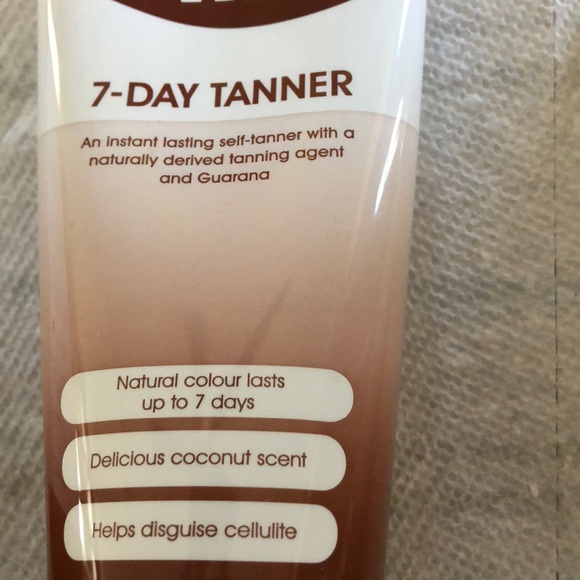 7-DAY TANNER
An instant lasting self-tanner with a
naturally derived tanning agent
and Guarana
Natural colour lasts
up to 7 days
Delicious coconut scent
Helps disguise cellulite